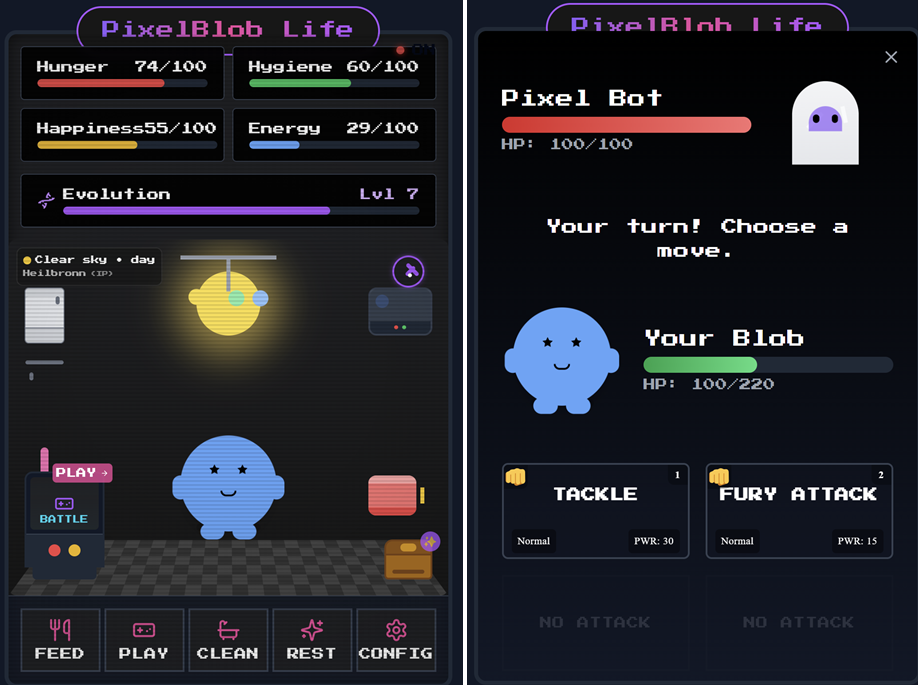 PixelBlob Life
Hunger 74/100
Hygiene 60/100
Happiness55/100
Energy 29/100
Evolution Lvl 7
Clear sky • day
Heilbronn (IP)
PLAY →
BATTLE
FEED
PLAY
CLEAN
REST
CONFIG
PixelBlob Life
Pixel Bot
HP: 100/100
Your turn! Choose a
move.
Your Blob
HP: 100/220
1
TACKLE
Normal PWR: 30
2
FURY ATTACK
Normal PWR: 15
NO ATTACK
NO ATTACK